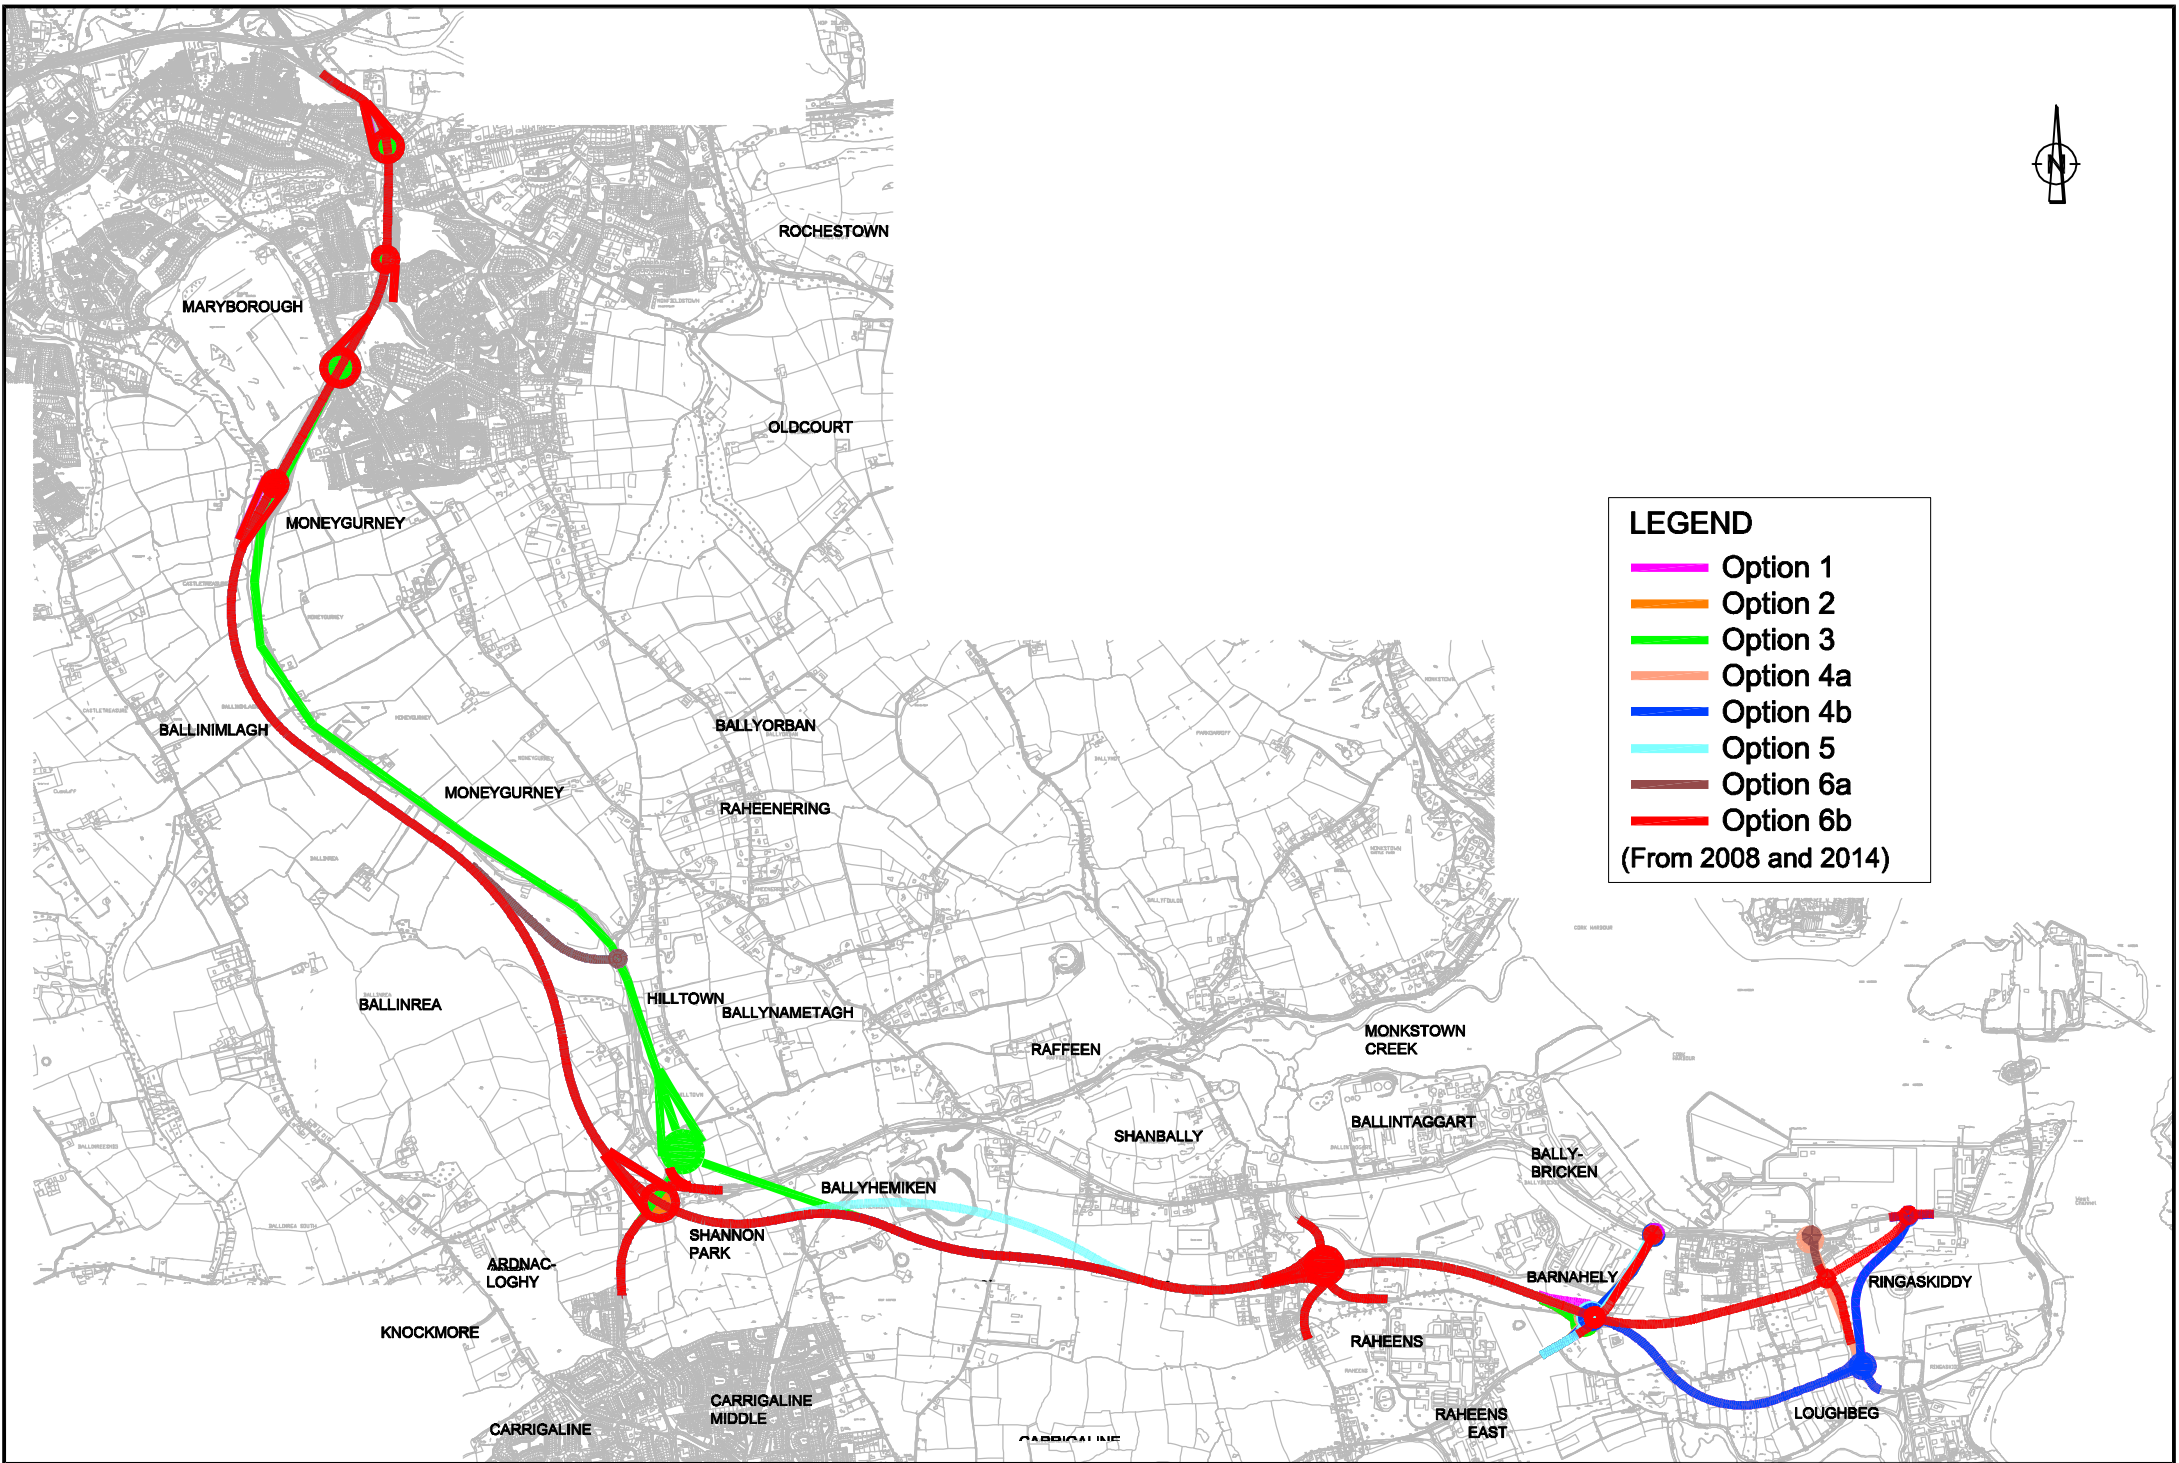 N
ROCHESTOWN
MARYBOROUGH
OLDCOURT
MONEYGURNEY
LEGEND
Option 1
Option 2
Option 3
Option 4a
Option 4b
Option 5
Option 6a
Option 6b
(From 2008 and 2014)
BALLINIMLAGH
BALLYORBAN
MONEYGURNEY
RAHEENERING
BALLINREA
HILLTOWN
BALLYNAMETAGH
RAFFEEN
MONKSTOWN
CREEK
SHANBALLY
BALLINTAGGART
BALLY-
BRICKEN
BALLYHEMIKEN
SHANNON
PARK
ARDNAC-
LOGHY
BARNAHELY
RINGASKIDDY
KNOCKMORE
RAHEENS
CARRIGALINE
MIDDLE
LOUGHBEG
RAHEENS
EAST
CARRIGALINE
CARRIGALINE